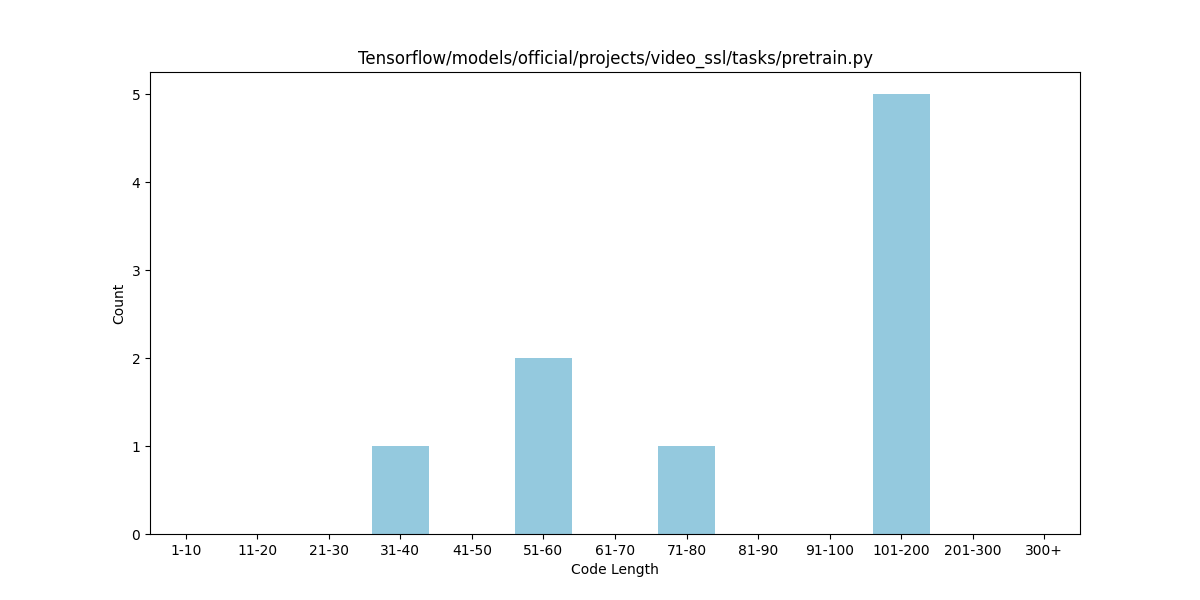 Tensorflow/models/official/projects/video_ssl/tasks/pretrain.py
5
4
3
2
1
0
Count
1-10 11-20 21-30 31-40 41-50 51-60 61-70 71-80 81-90 91-100 101-200 201-300 300+
Code Length